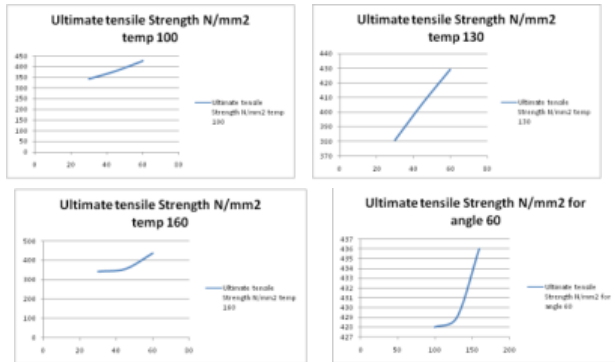 Ultimate tensile Strength N/mm2
temp 100
450
400
350
300
250
200
150
100
50
0
0 20 40 60 80
Ultimate tensile
Strength N/mm2 temp
100
Ultimate tensile Strength N/mm2
temp 130
440
430
420
410
400
390
380
370
0 20 40 60 80
Ultimate tensile
Strength N/mm2 temp
130
Ultimate tensile Strength N/mm2
temp 160
500
400
300
200
100
0
0 20 40 60 80
Ultimate tensile
Strength N/mm2 temp
160
Ultimate tensile Strength N/mm2 for
angle 60
437
436
435
434
433
432
431
430
429
428
427
0 50 100 150 200
Ultimate tensile
Strength N/mm2 for
angle 60